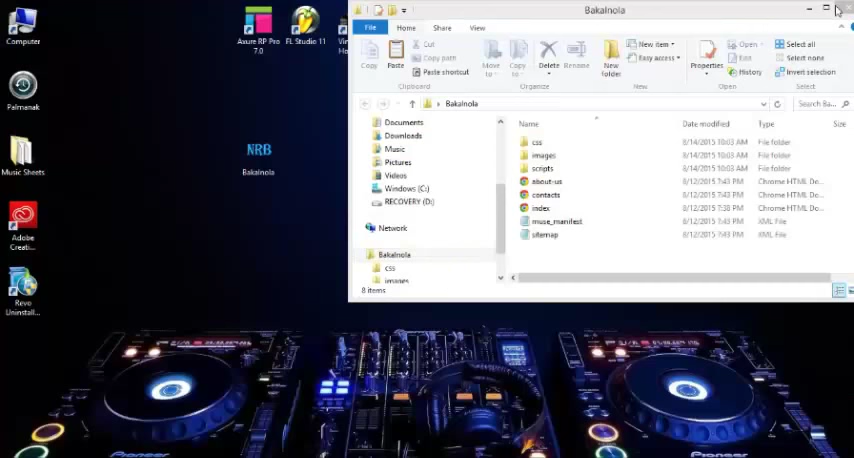 Computer
Palmanak
Music Sheets
Adobe
Creati...
Revo
Uninstall...
Axure RP Pro
7.0
FL Studio 11
NRB
Bakalnola
Bakalnola
File
Home
Share
View
Copy
Paste
Cut
Copy path
Paste shortcut
Clipboard
Move
to
Copy
to
Delete
Rename
Organize
New
folder
New item
Easy access
New
Properties
Open
Edit
History
Open
Select all
Select none
Invert selection
Select
Bakalnola
Search Ba...
Documents
Downloads
Music
Pictures
Videos
Windows (C:)
RECOVERY (D:)
Network
Bakalnola
css
images
Name
Date modified
Type
Size
css 8/14/2015 10:03 AM File folder
images 8/14/2015 10:03 AM File folder
scripts 8/14/2015 10:03 AM File folder
about-us 8/12/2015 7:43 PM Chrome HTML Do...
contacts 8/12/2015 7:43 PM Chrome HTML Do...
index 8/12/2015 7:58 PM Chrome HTML Do...
muse_manifest 8/12/2015 7:43 PM XML File
sitemap 8/12/2015 7:43 PM XML File
8 items
Pioneer
Pioneer